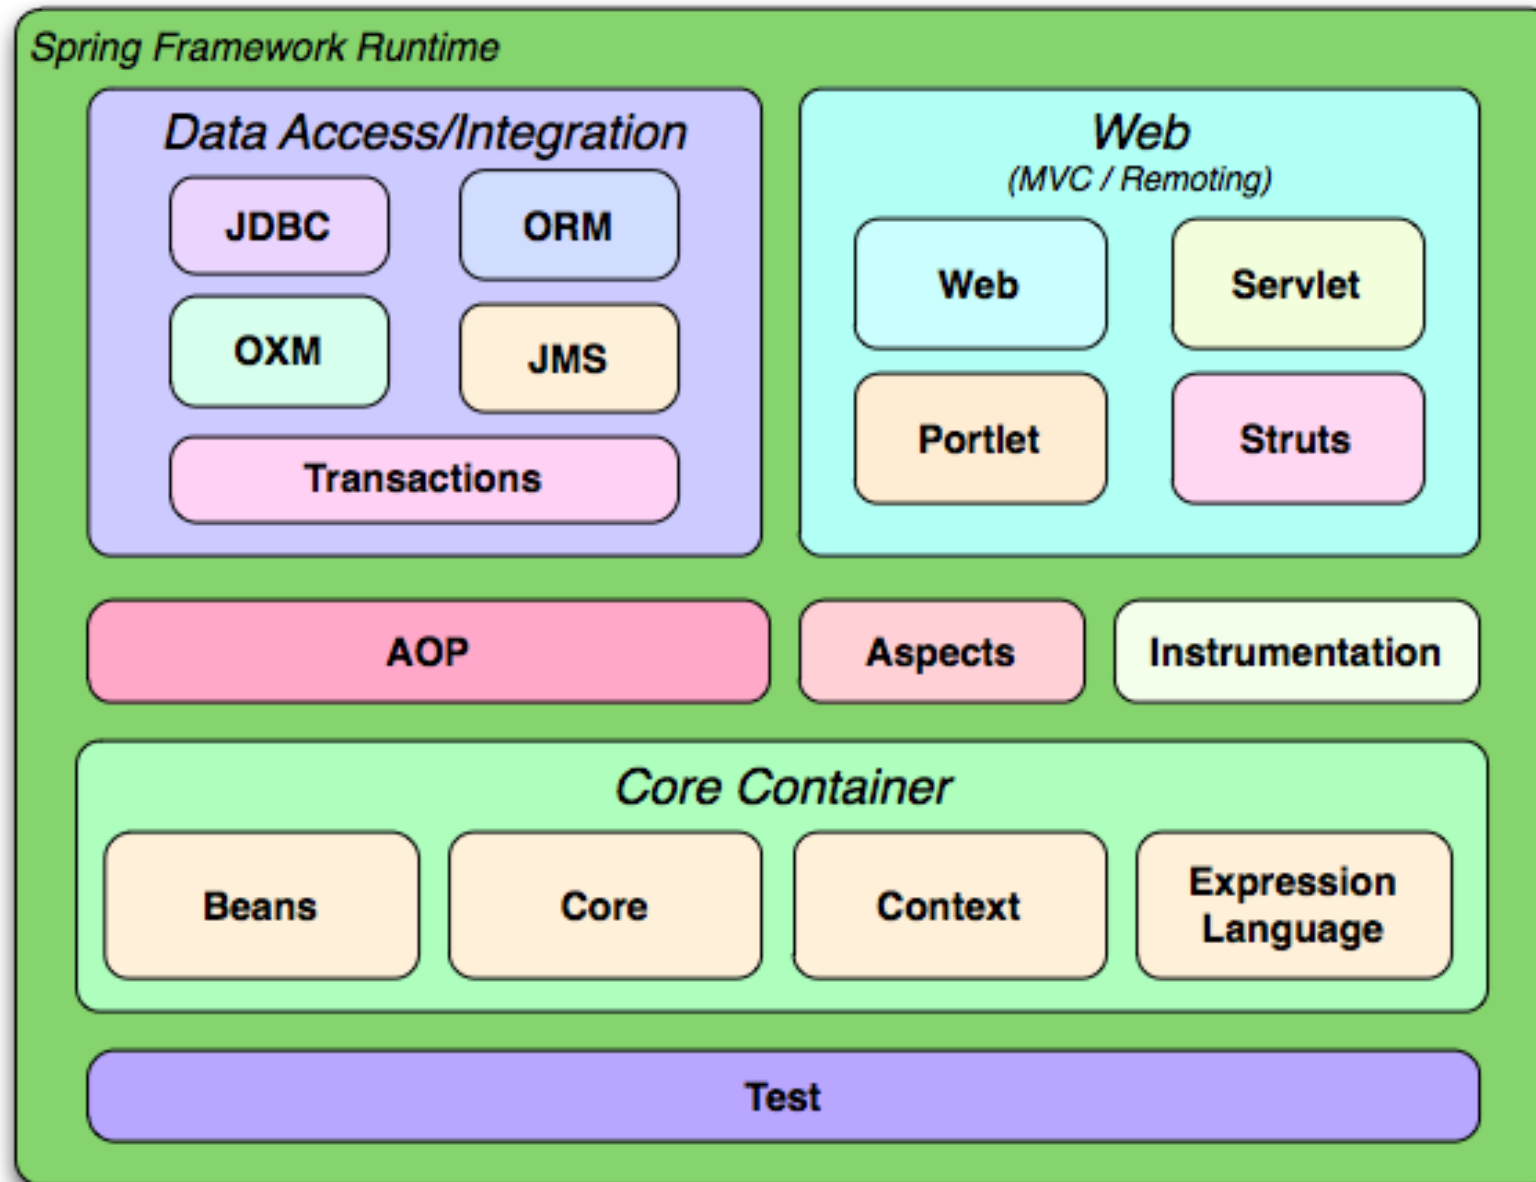 Spring Framework Runtime
Data Access/Integration
JDBC
ORM
OXM
JMS
Transactions
Web
(MVC / Remoting)
Web
Servlet
Portlet
Struts
AOP
Aspects
Instrumentation
Core Container
Beans
Core
Context
Expression
Language
Test